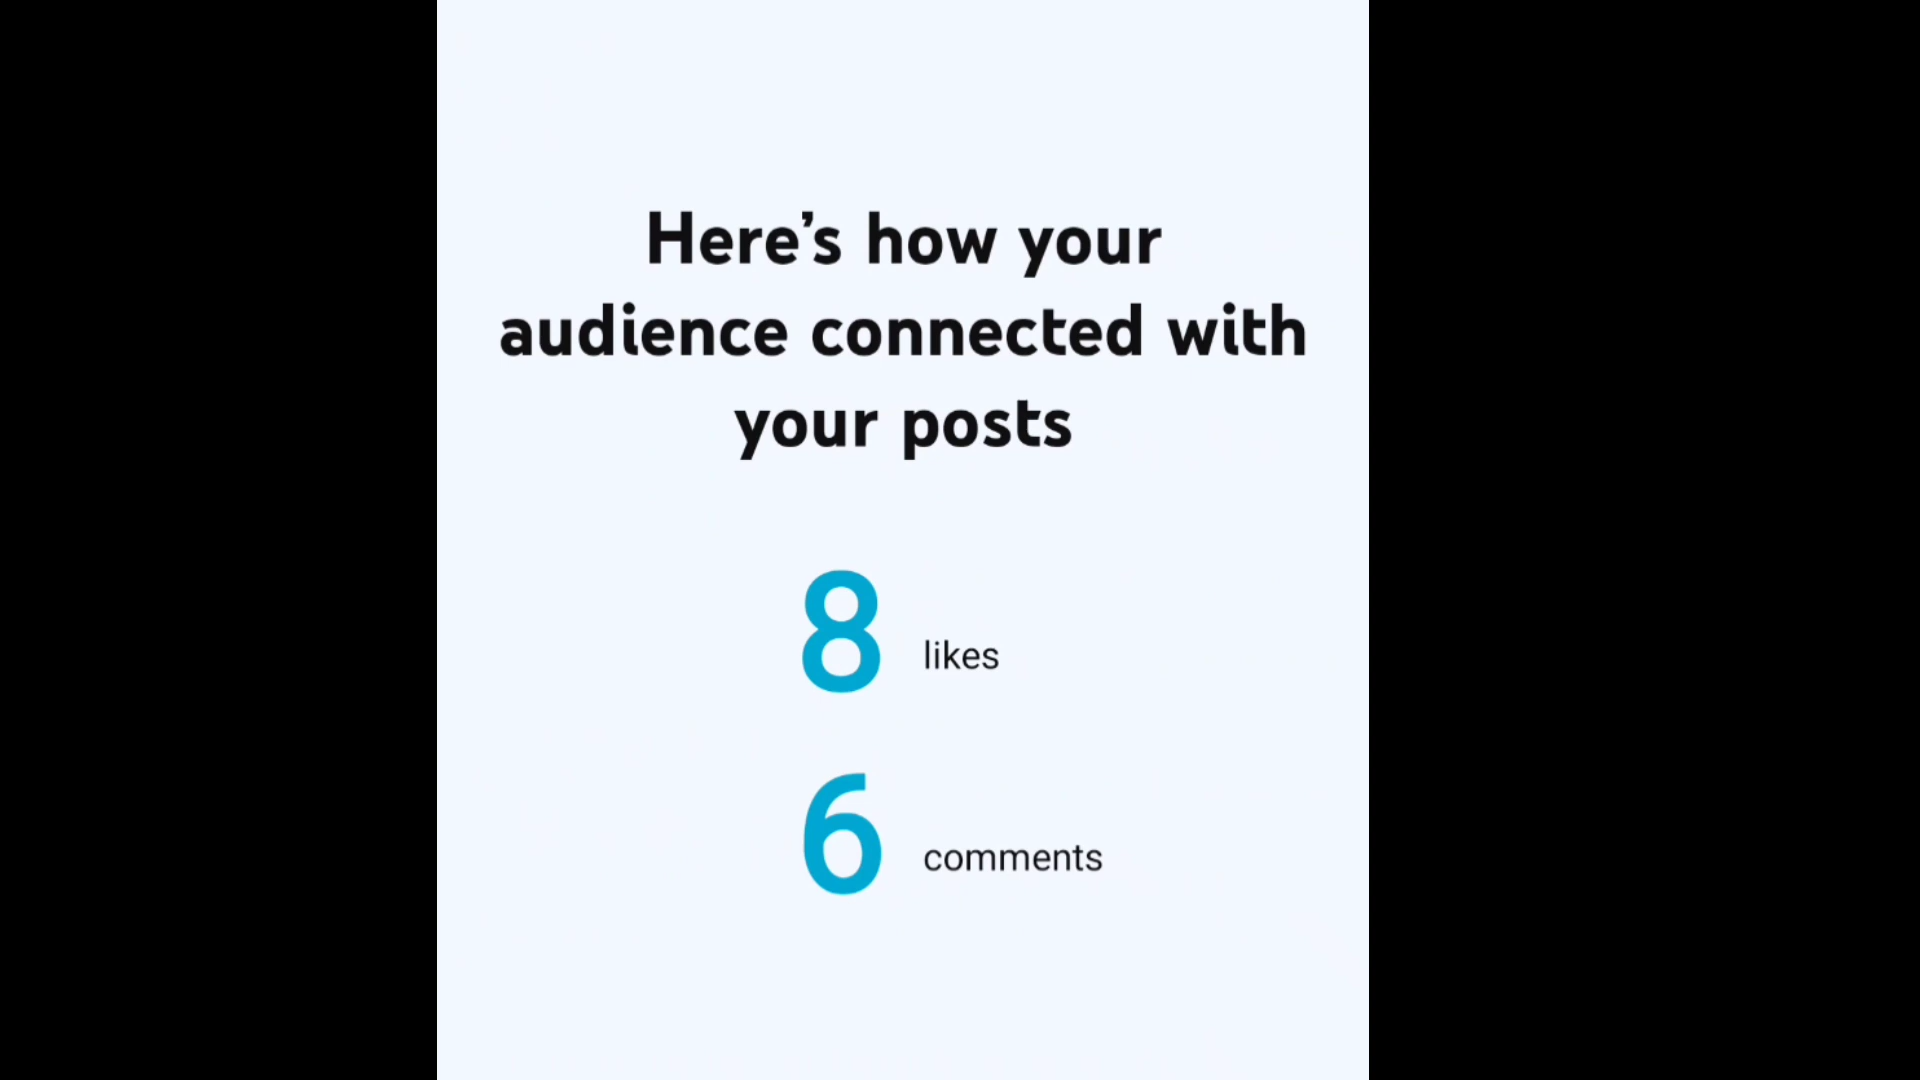 Here’s how your
audience connected with
your posts
8 likes
6 comments